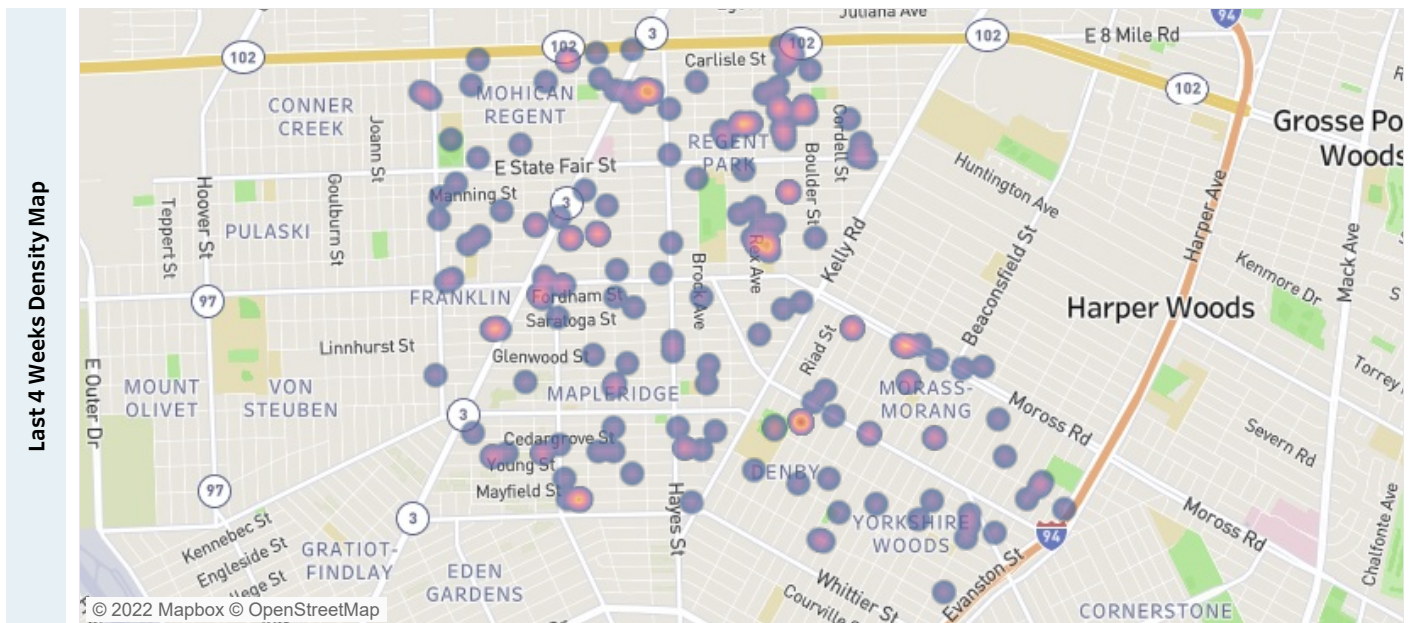 Last 4 Weeks Density Map
Juliana Ave
94
3
102
102
102
102
E 8 Mile Rd
Carlisle St
102
CONNER
CREEK
MOHICAN
REGENT
Joann St
REGENT
PARK
Cordell St
Boulder St
Grosse Po
Woods
E State Fair St
Huntington Ave
Manning St
Hoover St
Teppert St
Goulburn St
3
PULASKI
Kelly Rd
Rex Ave
Brock Ave
Beaconsfield St
Harper Ave
Mack Ave
Kenmore Dr
S
97
FRANKLIN
Fordham St
Saratoga St
Harper Woods
Linnhurst St
Glenwood St
Riad St
Torrey
E Outer Dr
MOUNT
OLIVET
VON
STEUBEN
MAPLERIDGE
MORASS-
MORANG
Moross Rd
3
Cedargrove St
Young St
Severn Rd
DENBY
97
Mayfield St
Hayes St
3
Kennebec St
Engleside St
llege St
YORKSHIRE
WOODS
94
Moross Rd
Chalfonte Ave
GRATIOT-
FINDLAY
EDEN
GARDENS
Whittier St
Courville
Evanston St
CORNERSTONE
© 2022 Mapbox © OpenStreetMap